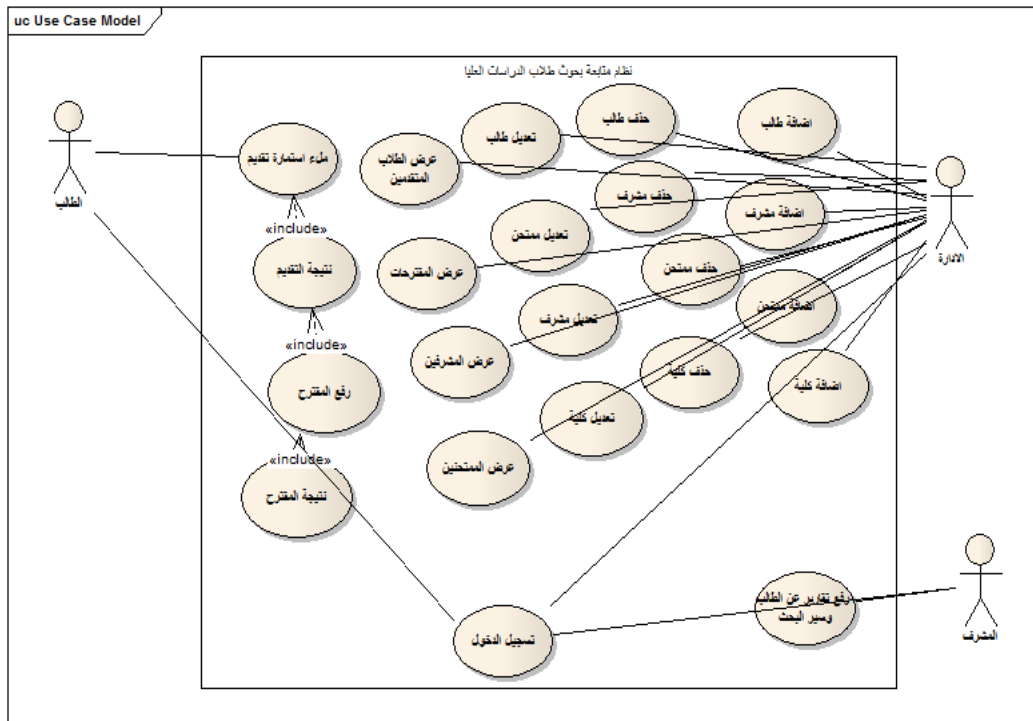 uc Use Case Model
نظام متابعة بحوث طلاب الدراسات العليا
اضافة طالب
حذف طالب
تعديل طالب
ملء استمارة تقديم
عرض الطلاب
المتقدمين
حذف مشرف
اضافة مشرف
الطالب
«include»
تعديل ممتحن
الادارة
نتيجة التقديم
عرض المقترحات
حذف ممتحن
اضافة ممتحن
تعديل مشرف
«include»
عرض المشرفين
حذف كلية
اضافة كلية
رفع المقترح
تعديل كلية
«include»
عرض الممتحنين
نتيجة المقترح
رفع تقارير عن الطالب
وسير البحث
تسجيل الدخول
المشرف